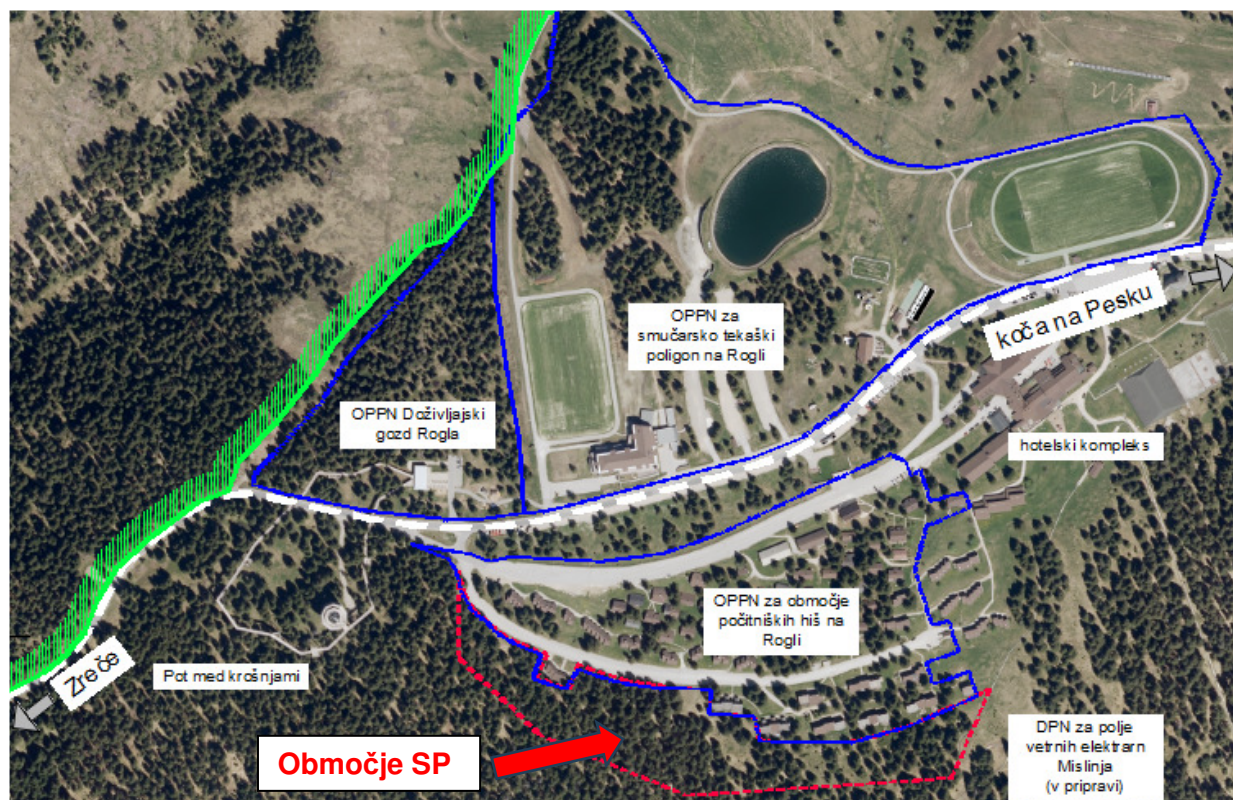 OPPN za
smučarsko tekaški
poligon na Rogli
koča na Pesku
OPPN Doživljajski
gozd Rogla
hotelski kompleks
OPPN za območje
počitniških hiš na
Rogli
Zreče
Pot med krošnjami
Območje SP
DPN za polje
vetrnih elektrarn
Mislinja
(v pripravi)